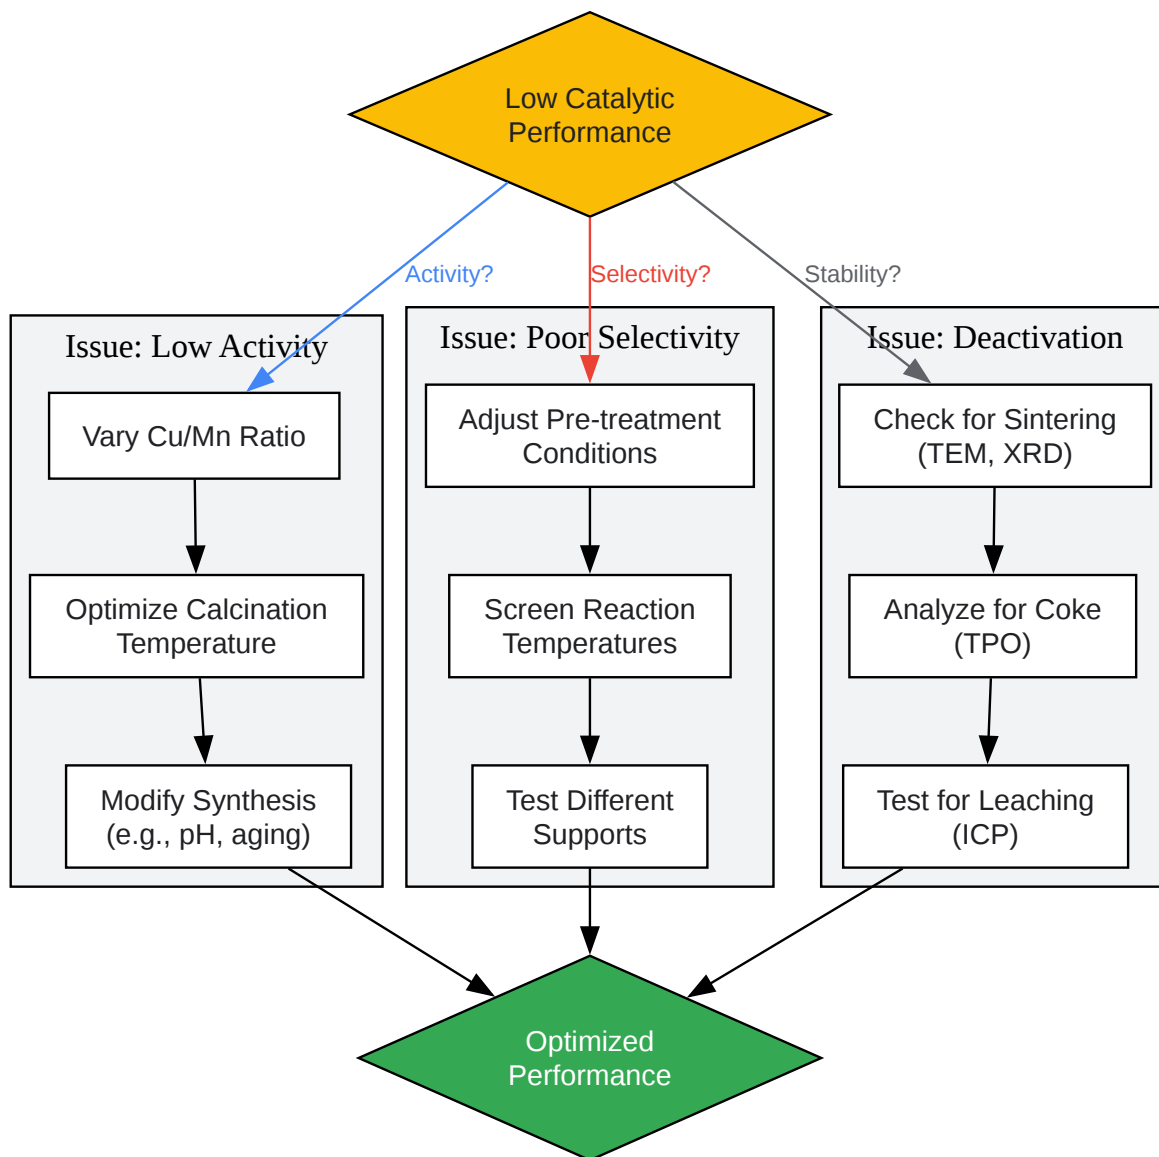 Low Catalytic
Performance
Activity?
Selectivity?
Stability?
Issue: Low Activity
Vary Cu/Mn Ratio
Optimize Calcination
Temperature
Modify Synthesis
(e.g., pH, aging)
Issue: Poor Selectivity
Adjust Pre-treatment
Conditions
Screen Reaction
Temperatures
Test Different
Supports
Issue: Deactivation
Check for Sintering
(TEM, XRD)
Analyze for Coke
(TPO)
Test for Leaching
(ICP)
Optimized
Performance